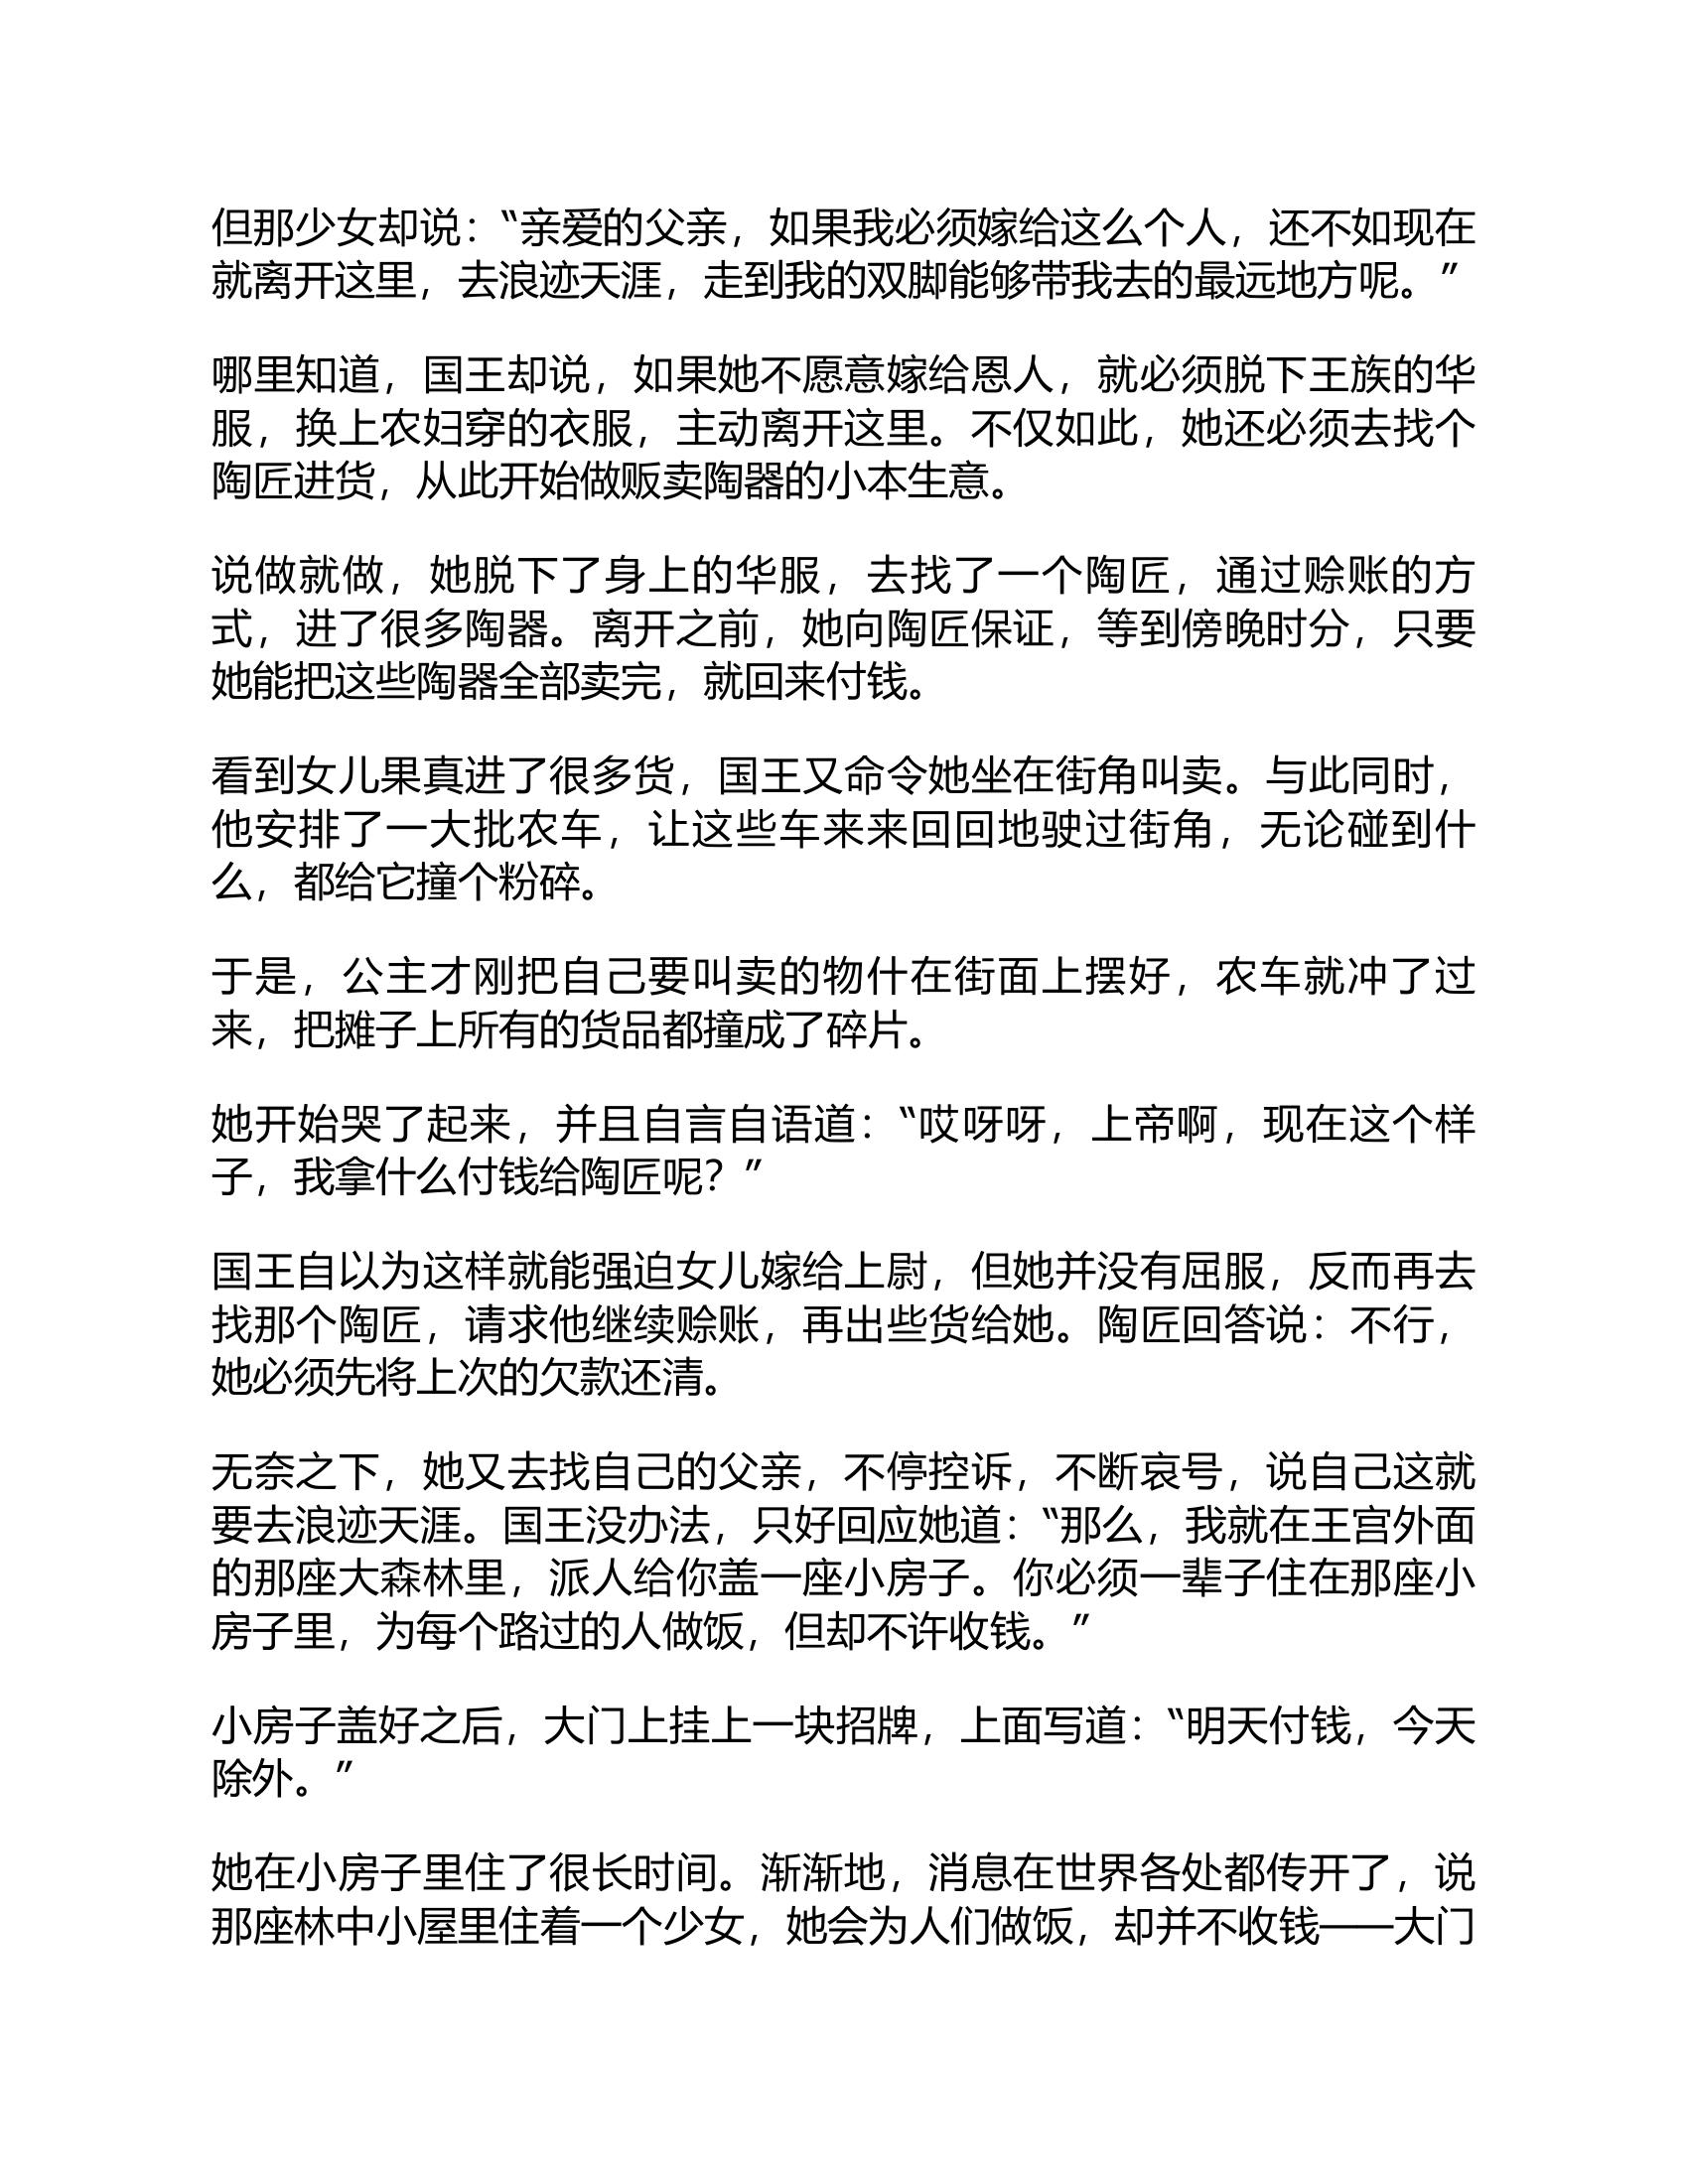 但那少女却说：“亲爱的父亲，如果我必须嫁给这么个人，还不如现在
就离开这里，去浪迹天涯，走到我的双脚能够带我去的最远地方呢。”
哪里知道，国王却说，如果她不愿意嫁给恩人，就必须脱下王族的华
服，换上农妇穿的衣服，主动离开这里。不仅如此，她还必须去找个
陶匠进货，从此开始做贩卖陶器的小本生意。
说做就做，她脱下了身上的华服，去找了一个陶匠，通过赊账的方
式，进了很多陶器。离开之前，她向陶匠保证，等到傍晚时分，只要
她能把这些陶器全部卖完，就回来付钱。
看到女儿果真进了很多货，国王又命令她坐在街角叫卖。与此同时，
他安排了一大批农车，让这些车来来回回地驶过街角，无论碰到什
么，都给它撞个粉碎。
于是，公主才刚把自己要叫卖的物什在街面上摆好，农车就冲了过
来，把摊子上所有的货品都撞成了碎片。
她开始哭了起来，并且自言自语道：“哎呀呀，上帝啊，现在这个样
子，我拿什么付钱给陶匠呢？”
国王自以为这样就能强迫女儿嫁给上尉，但她并没有屈服，反而再去
找那个陶匠，请求他继续赊账，再出些货给她。陶匠回答说：不行，
她必须先将上次的欠款还清。
无奈之下，她又去找自己的父亲，不停控诉，不断哀号，说自己这就
要去浪迹天涯。国王没办法，只好回应她道：“那么，我就在王宫外面
的那座大森林里，派人给你盖一座小房子。你必须一辈子住在那座小
房子里，为每个路过的人做饭，但却不许收钱。”
小房子盖好之后，大门上挂上一块招牌，上面写道：“明天付钱，今天
除外。”
她在小房子里住了很长时间。渐渐地，消息在世界各处都传开了，说
那座林中小屋里住着一个少女，她会为人们做饭，却并不收钱——大门